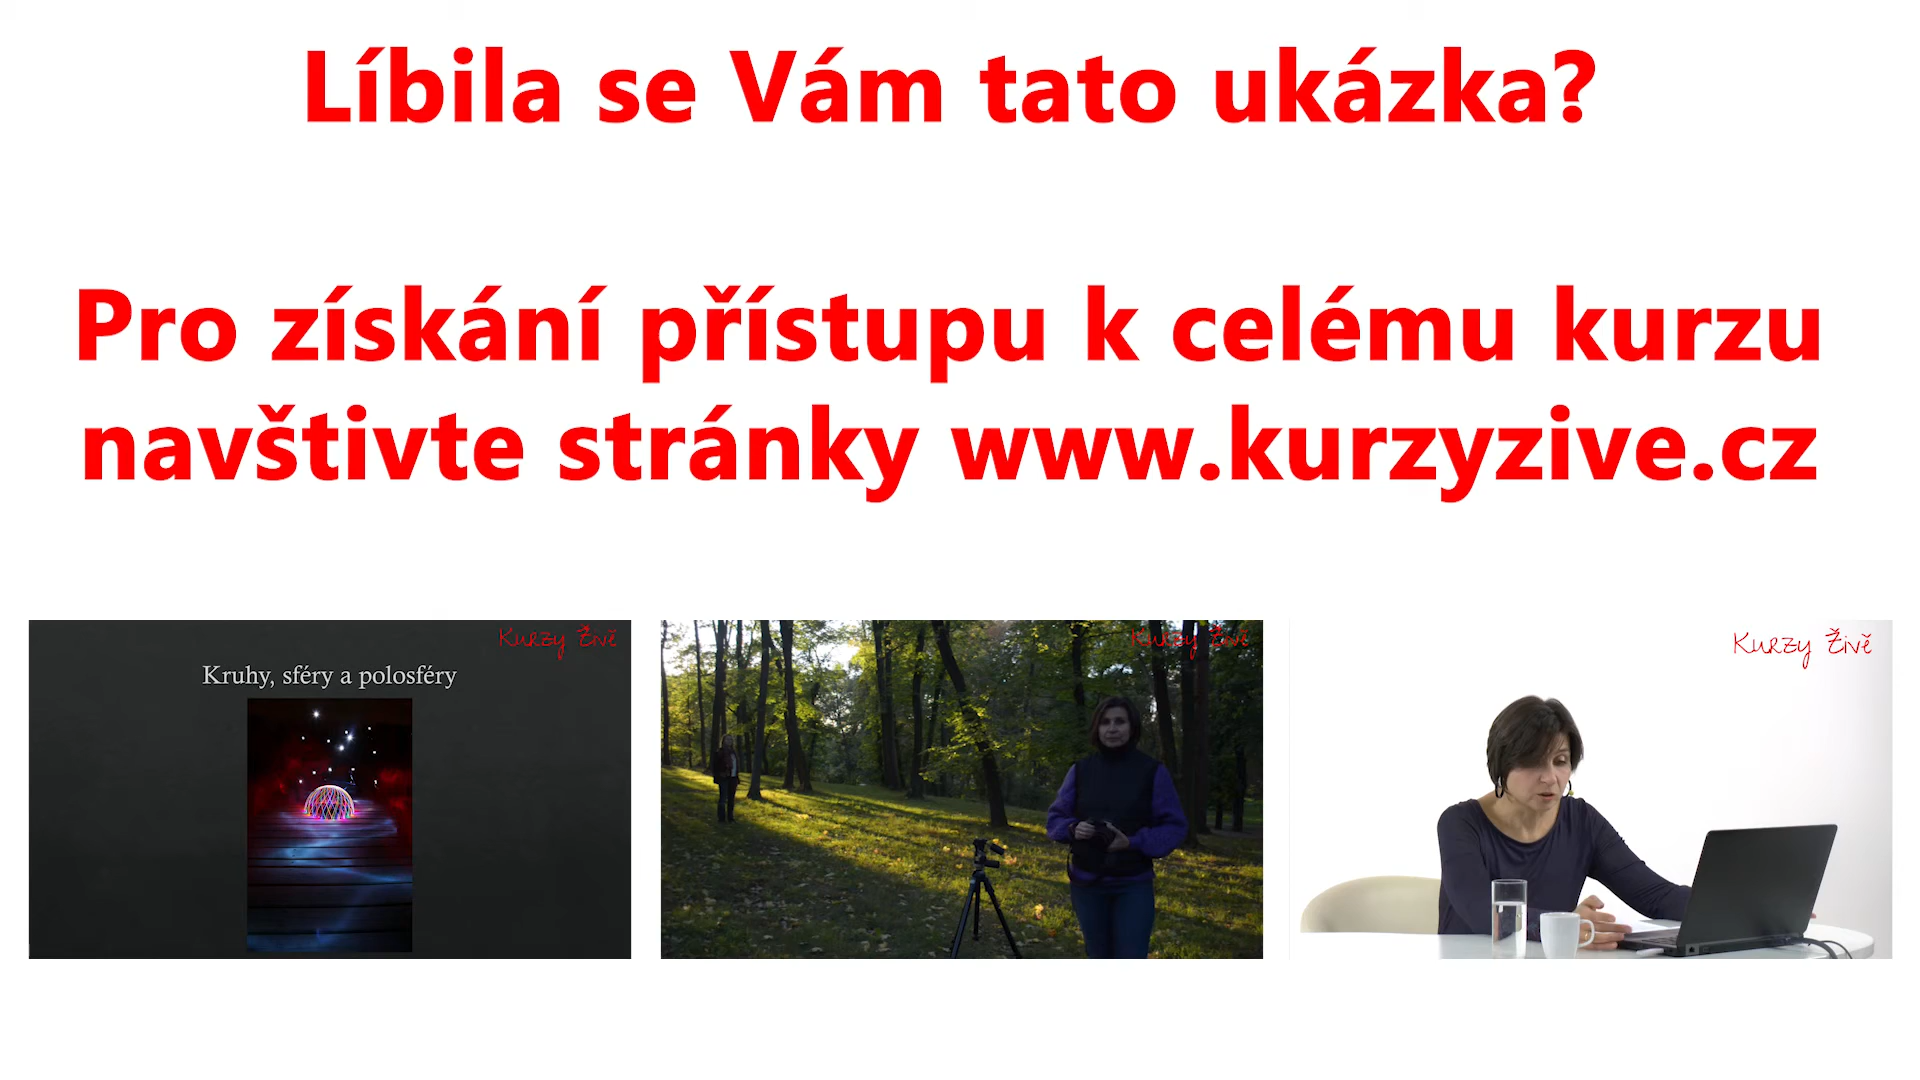 Líbila se Vám tato ukázka?
Pro získání přístupu k celému kurzu
navštivte stránky www.kurzyzive.cz
Kurzy Živě
Kruhy, sféry a polosféry
Kurzy Živě
Kurzy Živě